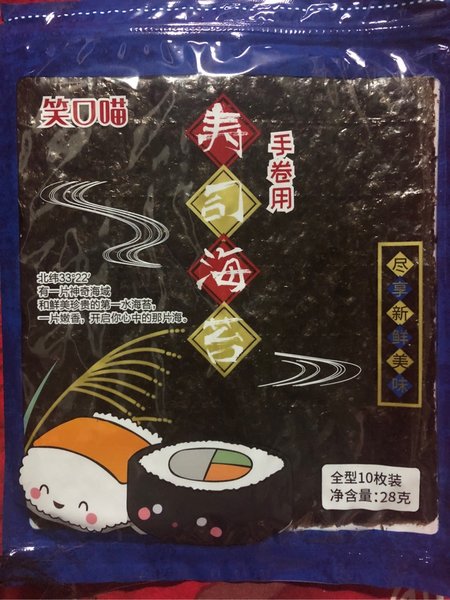 笑口喵
寿司海苔
手卷用
北纬33°22′
有一片神奇海域
和鲜美珍贵的第一水海苔，
一片嫩香，开启你心中的那片海。
尽享新鲜美味
全型10枚装
净含量：28克